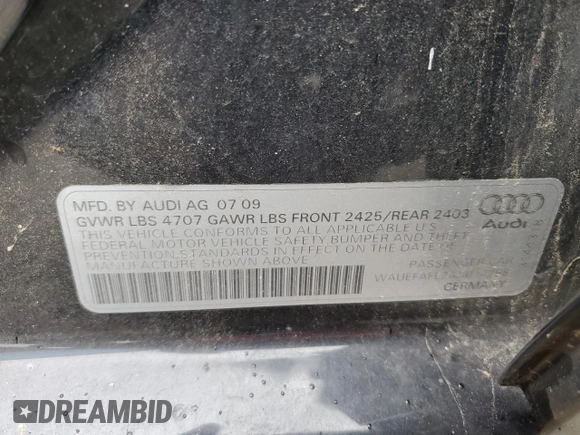 MFD. BY AUDI AG 07 09
GVWR LBS 4707 GAWR LBS FRONT 2425/REAR 2403
THIS VEHICLE CONFORMS TO ALL APPLICABLE U.S.
FEDERAL MOTOR VEHICLE SAFETY BUMPER AND THEFT
PREVENTION STANDARDS IN EFFECT ON THE DATE OF
MANUFACTURE SHOWN ABOVE.
Audi
PASSENGER
GERMANY
DREAMBID